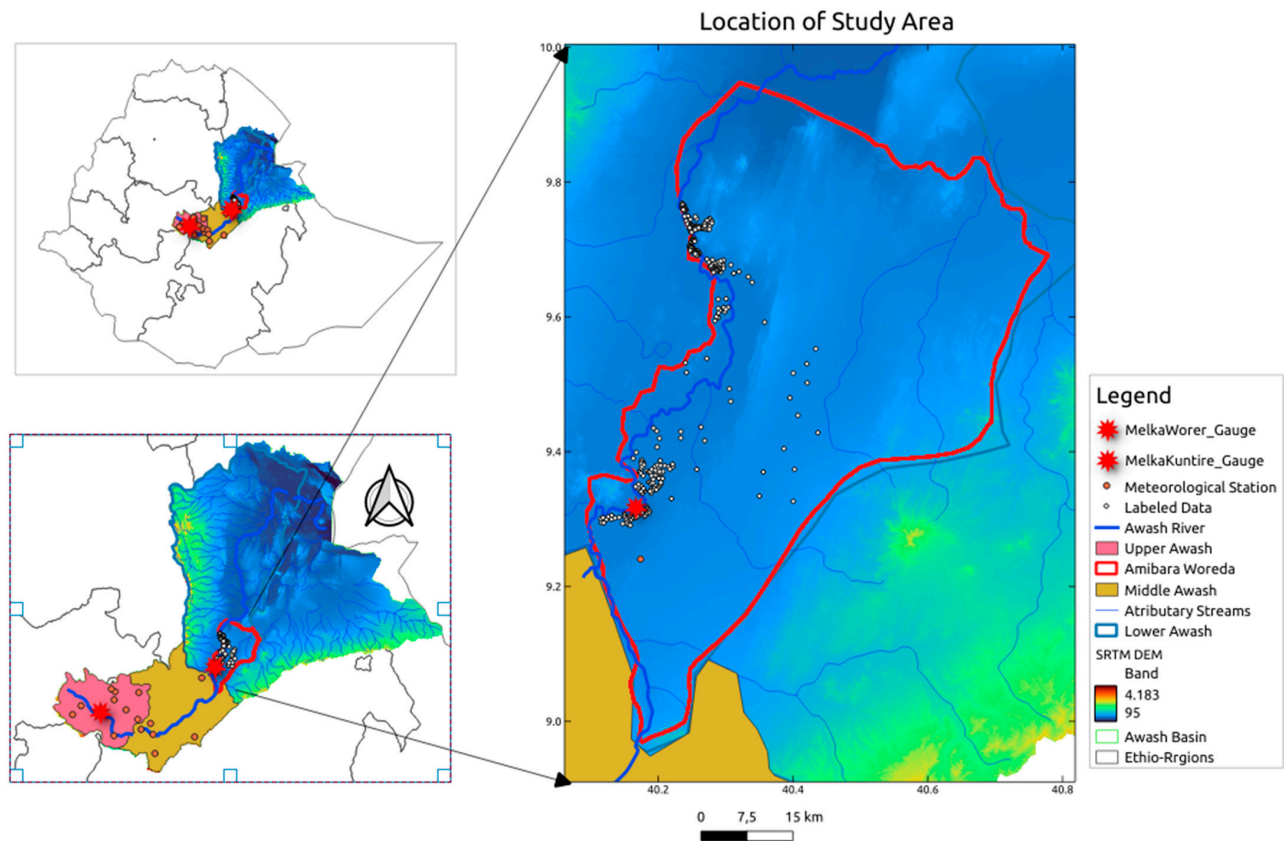 Location of Study Area
10.0
9.8
9.6
9.4
9.2
9.0
40.2
40.4
40.6
40.8
0
7,5
15 km
Legend
MelkaWorer_Gauge
MelkaKuntire_Gauge
Meteorological Station
Labeled Data
Awash River
Upper Awash
Amibara Woreda
Middle Awash
Atributary Streams
Lower Awash
SRTM DEM
Band
4.183
95
Awash Basin
Ethio-Rrgions